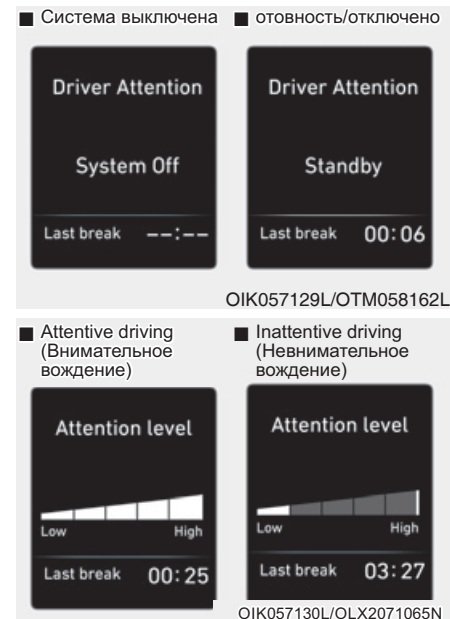 ■ Система выключена
■ отовность/отключено
Driver Attention
System Off
Last break --:--
Driver Attention
Standby
Last break 00:06
OIK057129L/OTM058162L
■ Attentive driving
(Внимательное
вождение)
■ Inattentive driving
(Невнимательное
вождение)
Attention level
Low High
Last break 00:25
Attention level
Low High
Last break 03:27
OIK057130L/OLX2071065N